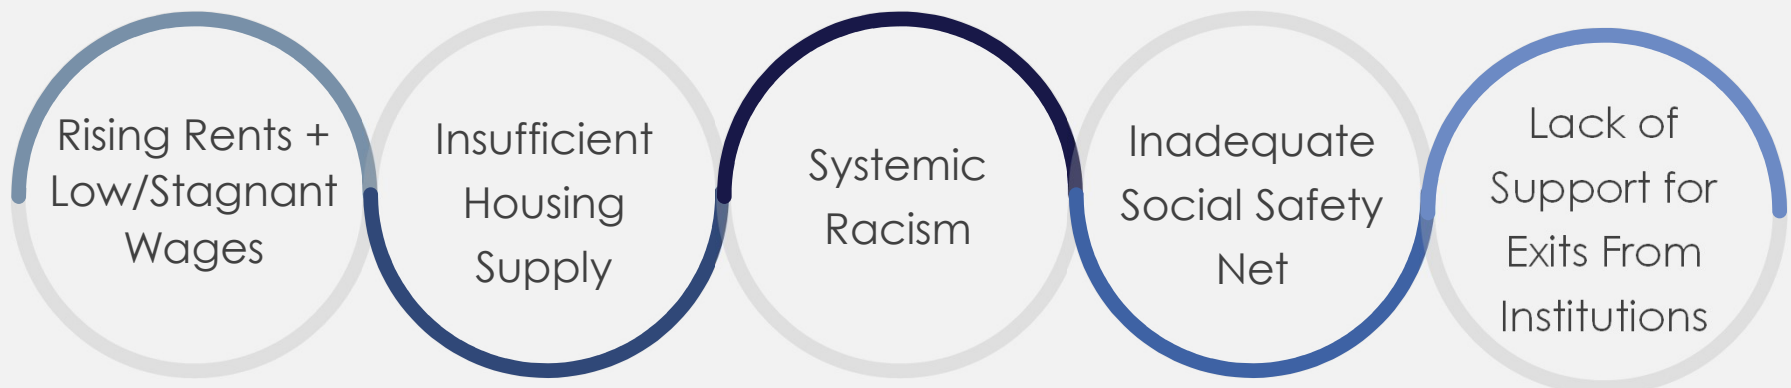 Rising Rents +
Low/Stagnant
Wages
Insufficient
Housing
Supply
Systemic
Racism
Inadequate
Social Safety
Net
Lack of
Support for
Exits From
Institutions